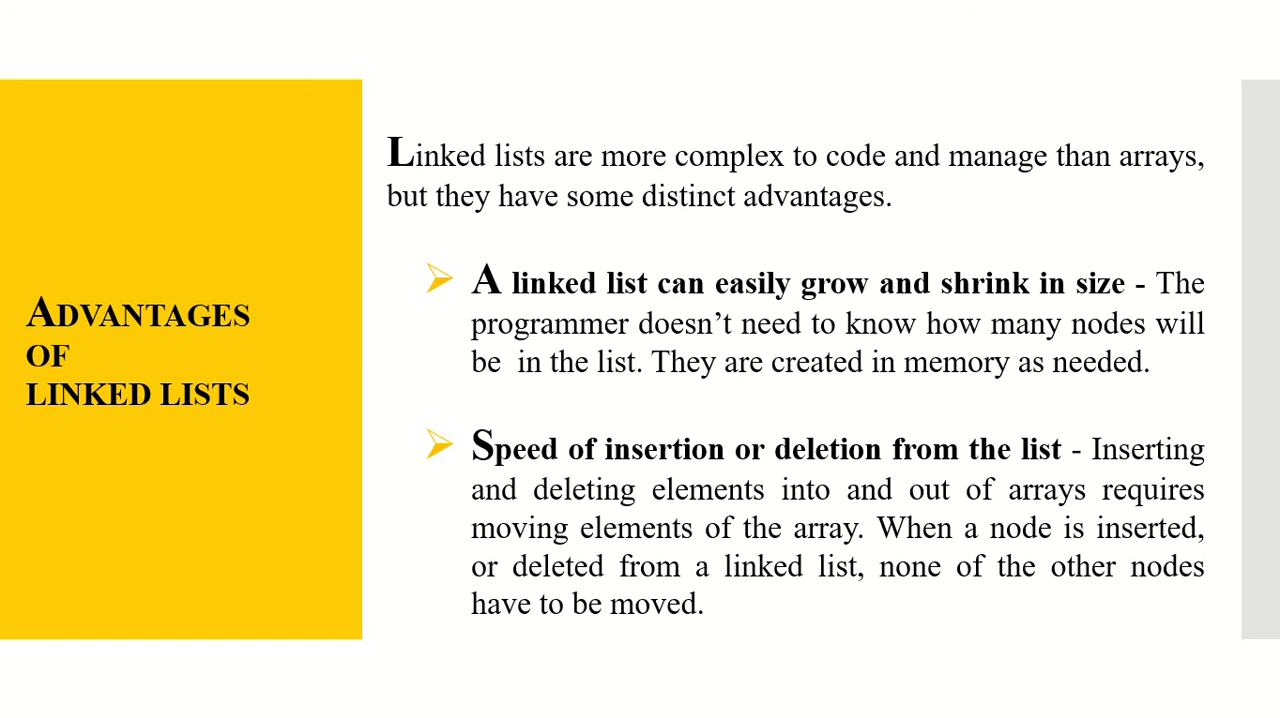 ADVANTAGES
OF
LINKED LISTS
Linked lists are more complex to code and manage than arrays,
but they have some distinct advantages.
➢ A linked list can easily grow and shrink in size - The
programmer doesn’t need to know how many nodes will
be in the list. They are created in memory as needed.
➢ Speed of insertion or deletion from the list - Inserting
and deleting elements into and out of arrays requires
moving elements of the array. When a node is inserted,
or deleted from a linked list, none of the other nodes
have to be moved.